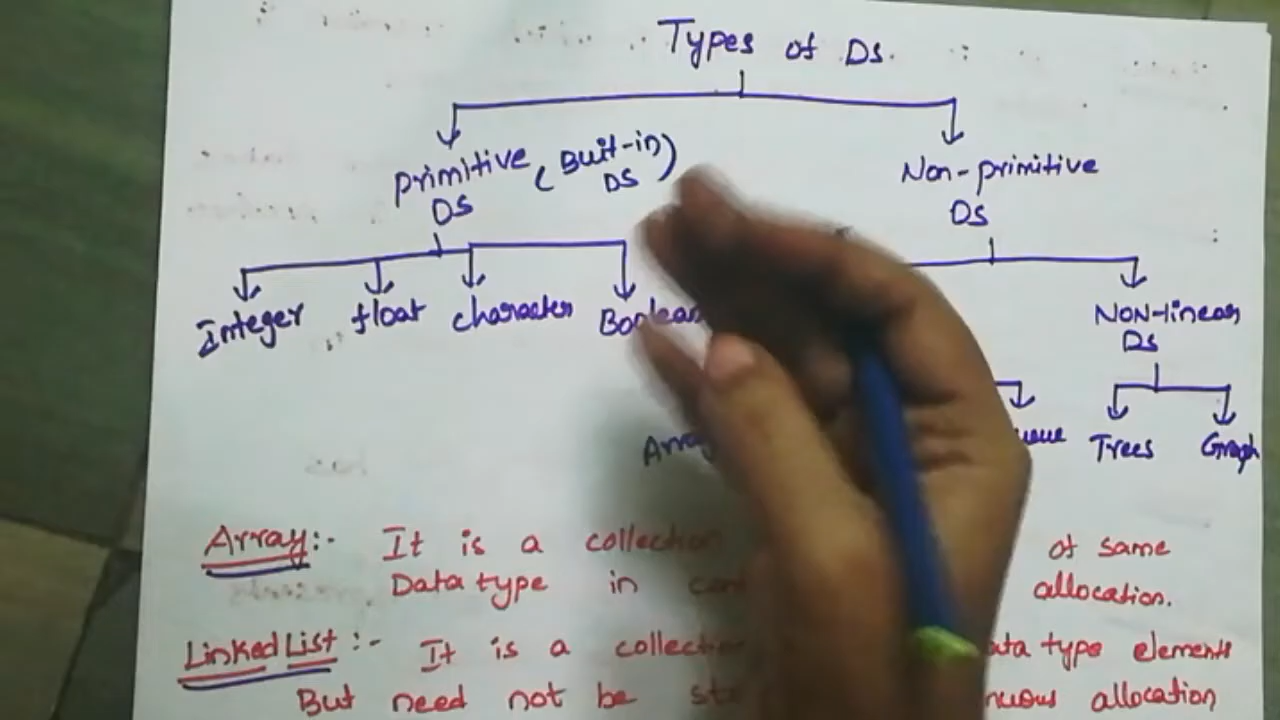 Types of Ds.
Primitive (Buit-in)
DS DS
Non-primitive
DS
Integer float character Boolean
NON-linear
Ds
Trees Graph
Array:- It is a collection of same
Data type in allocation.
Linked List :- It is a collection type elements
But need not be allocation